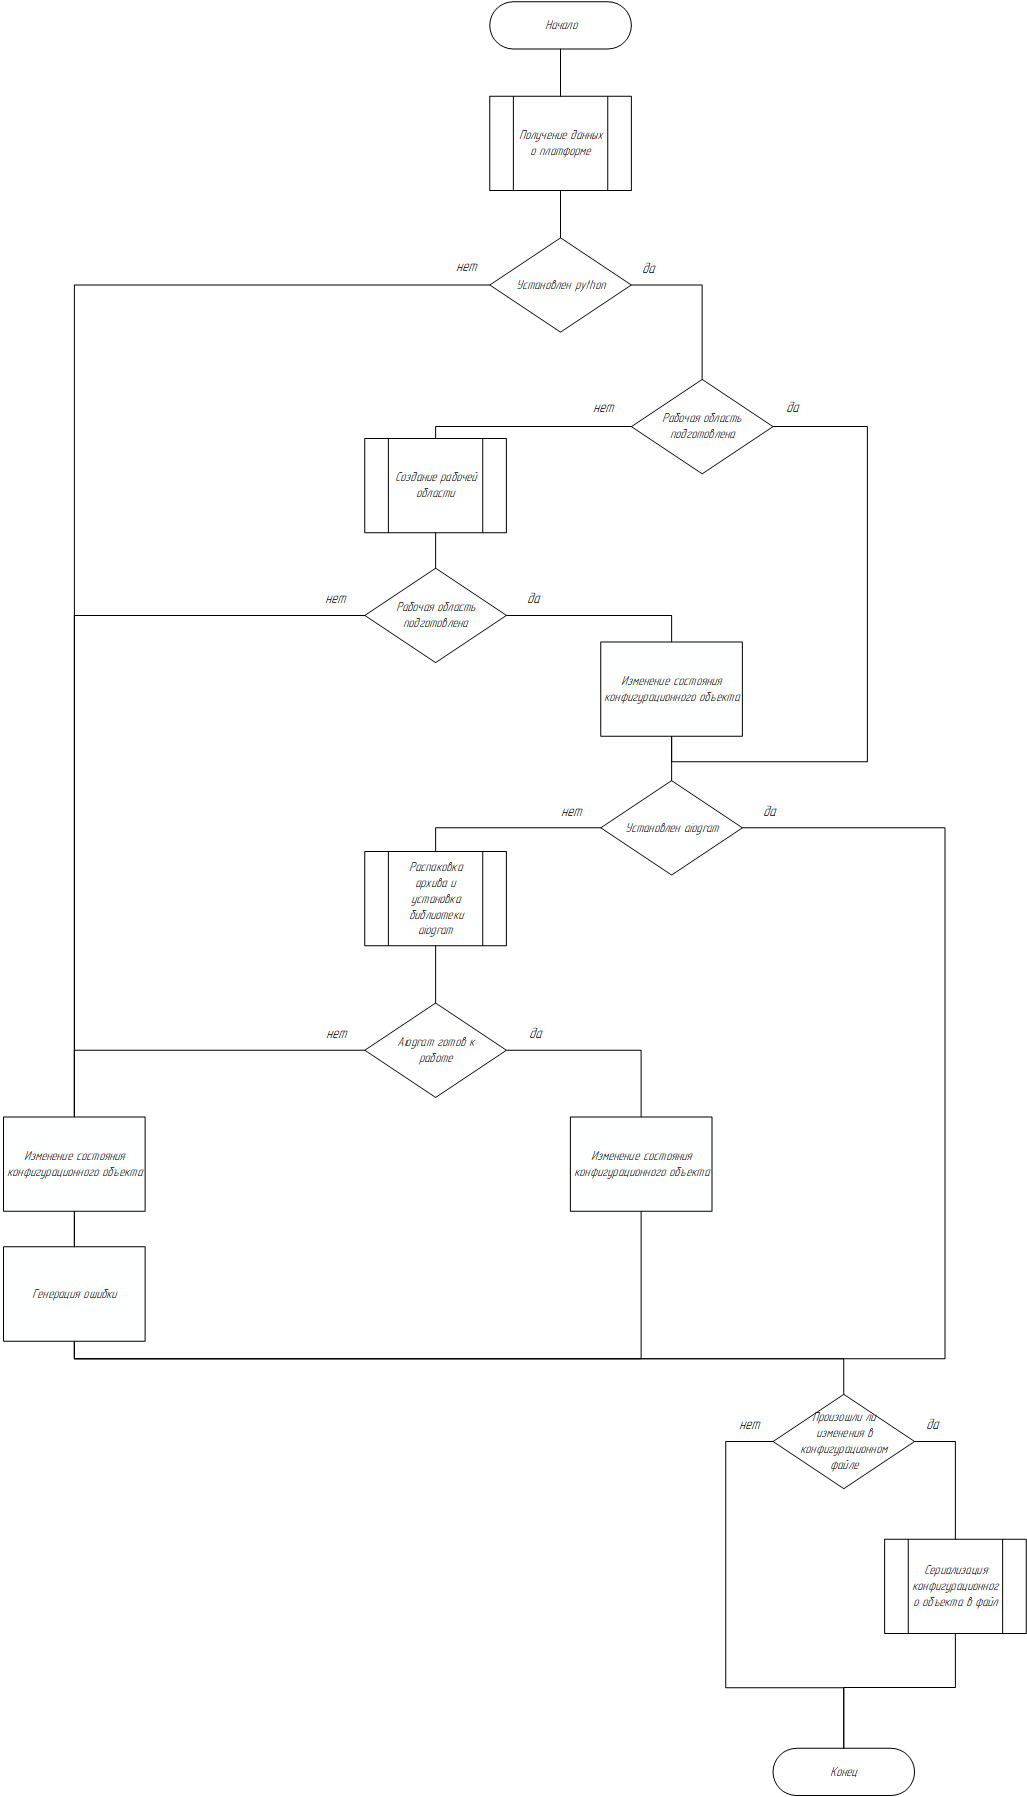 Начало
Получение данных
о платформе
нет
да
Установлен python
нет
да
Рабочая область
подготовлена
Создание рабочей
области
нет
да
Рабочая область
подготовлена
Изменение состояния
конфигурационного объекта
нет
да
Установлен aiogram
Распаковка
архива и
установка
библиотеки
aiogram
нет
да
Aiogram готов к
работе
Изменение состояния
конфигурационного объекта
Изменение состояния
конфигурационного объекта
Генерация ошибки
нет
да
Произошли ли
изменения в
конфигурационном
файле
Сериализация
конфигурационног
о объекта в файл
Конец